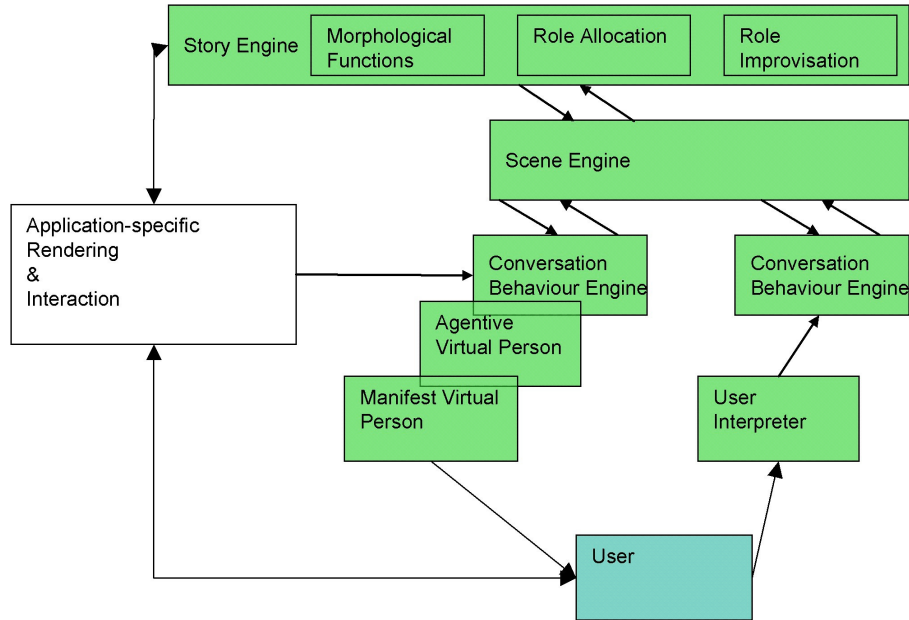 Story Engine
Morphological
Functions
Role Allocation
Role
Improvisation
Scene Engine
Application-specific
Rendering
&
Interaction
Conversation
Behaviour Engine
Conversation
Behaviour Engine
Agentive
Virtual Person
Manifest Virtual
Person
User
Interpreter
User